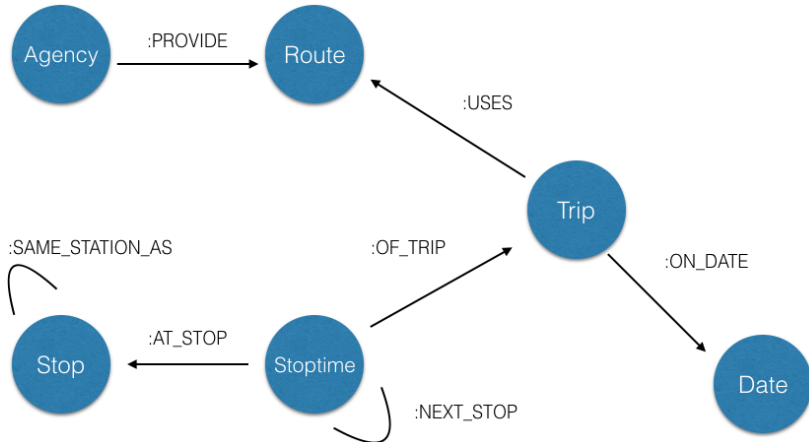 :PROVIDE
Agency
Route
:USES
Trip
:SAME_STATION_AS
:OF_TRIP
:ON_DATE
:AT_STOP
Stop
Stoptime
Date
:NEXT_STOP